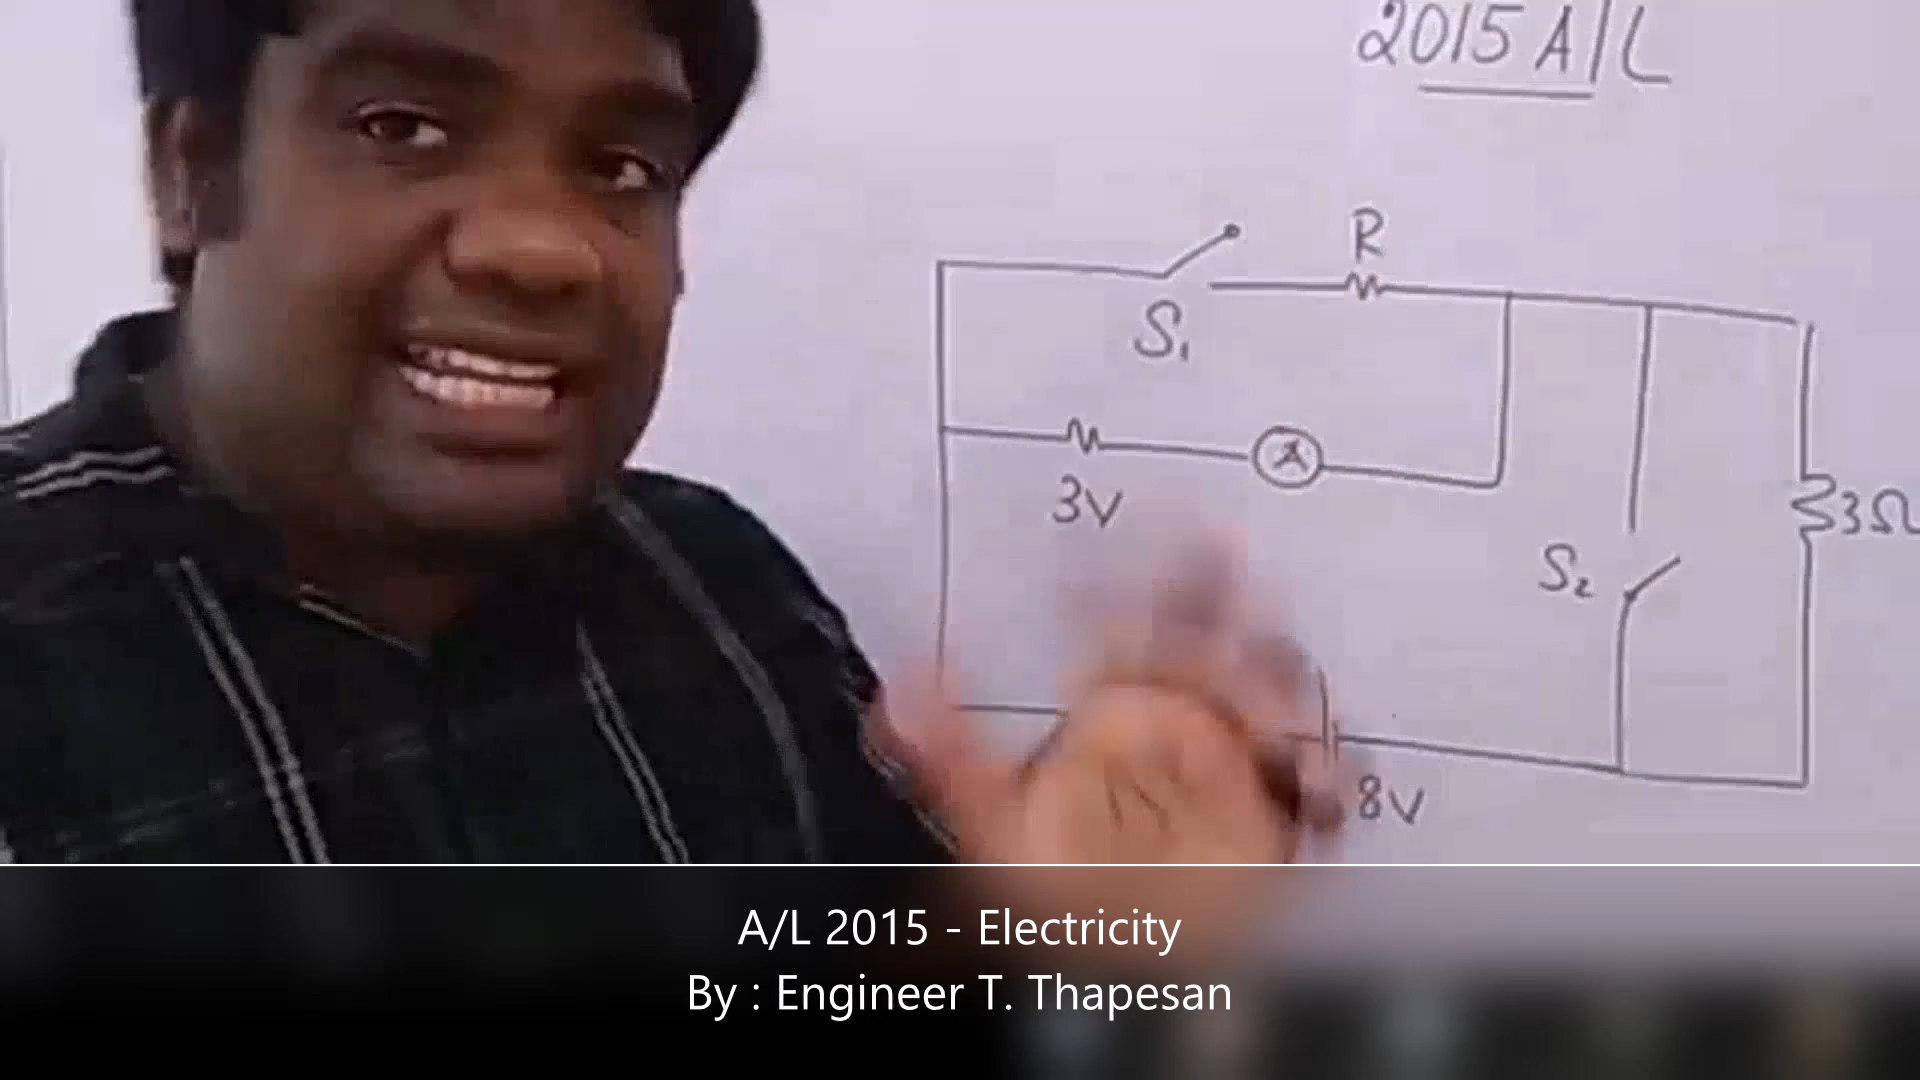 2015 A/L
R
S₁
A
3V
3Ω
S₂
8V
A/L 2015 - Electricity
By : Engineer T. Thapesan